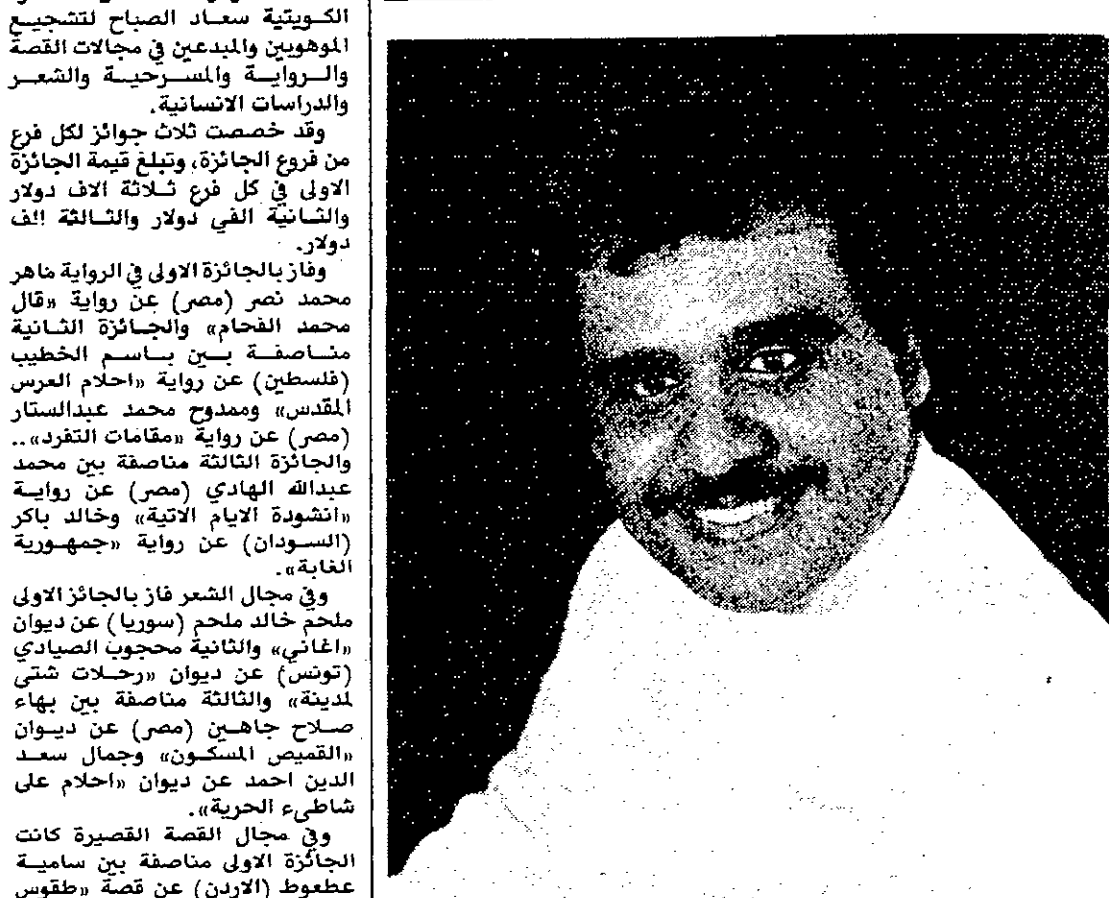 الكويتية سعاد الصباح لتشجيع
الموهوبين والمبدعين في مجالات القصة
والرواية والمسرحية والشعر
والدراسات الانسانية.
وقد خصصت ثلاث جوائز لكل فرع
من فروع الجائزة، وتبلغ قيمة الجائزة
الاولى في كل فرع ثلاثة الاف دولار
والثانية الفي دولار والثالثة الف
دولار.
وفاز بالجائزة الاولى في الرواية ماهر
محمد نصر (مصر) عن رواية «قال
محمد الفحام» والجائزة الثانية
مناصفة بين باسم الخطيب
(فلسطين) عن رواية «احلام العرس
المقدس» وممدوح محمد عبدالستار
(مصر) عن رواية «مقامات التفرد»..
والجائزة الثالثة مناصفة بين محمد
عبدالله الهادي (مصر) عن رواية
«انشودة الايام الاتية» وخالد باكر
(السودان) عن رواية «جمهورية
الغابة».
وفي مجال الشعر فاز بالجائز الاولى
ملحم خالد ملحم (سوريا) عن ديوان
«اغاني» والثانية محجوب الصيادي
(تونس) عن ديوان «رحلات شتى
لمدينة» والثالثة مناصفة بين بهاء
صلاح جاهين (مصر) عن ديوان
«القميص المسكون» وجمال سعد
الدين احمد عن ديوان «احلام على
شاطىء الحرية».
وفي مجال القصة القصيرة كانت
الجائزة الاولى مناصفة بين سامية
عطعوط (الاردن) عن قصة «طقوس